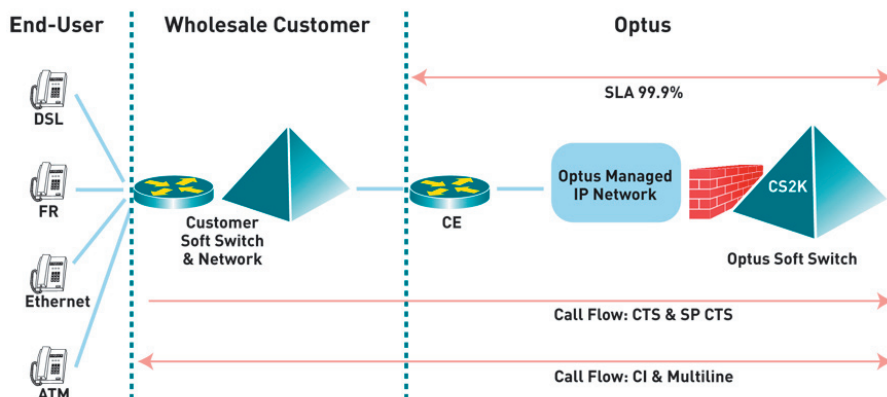 End-User
Wholesale Customer
Optus
SLA 99.9%
DSL
FR
Ethernet
ATM
Customer
Soft Switch
& Network
CE
Optus Managed
IP Network
CS2K
Optus Soft Switch
Call Flow: CTS & SP CTS
Call Flow: CI & Multiline